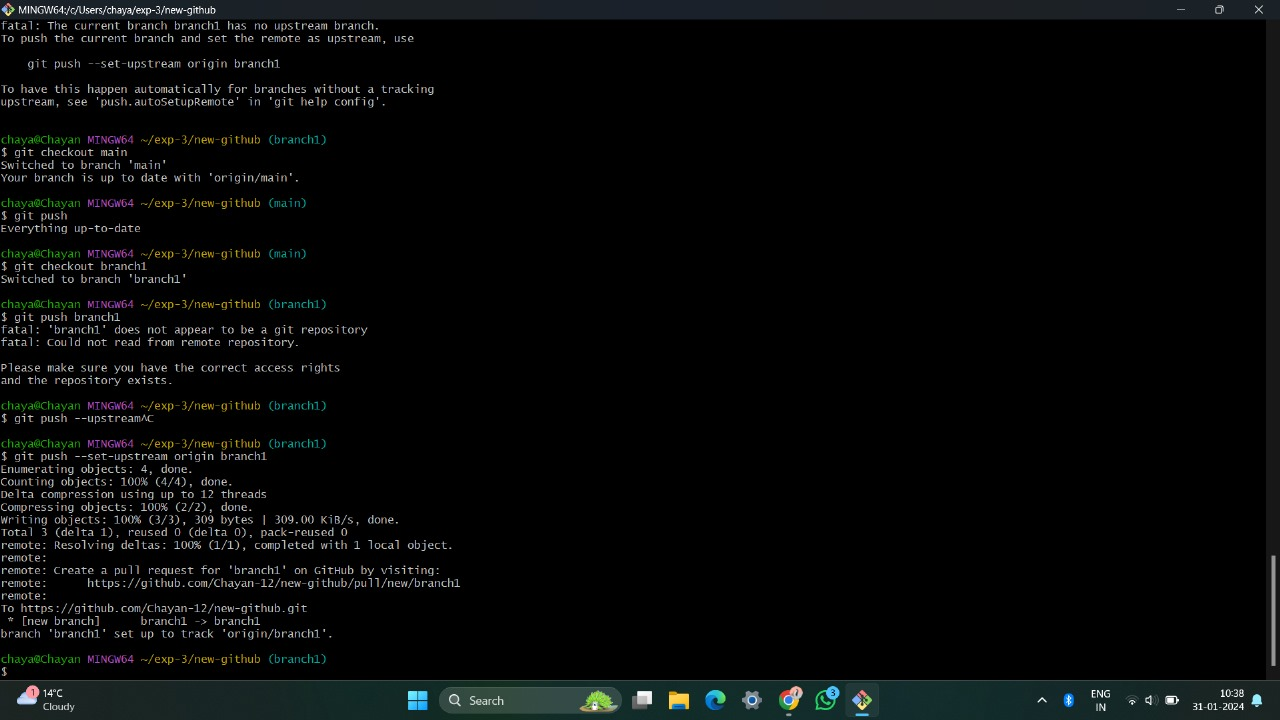 MINGW64:/c/Users/chaya/exp-3/new-github
fatal: The current branch branch1 has no upstream branch.
To push the current branch and set the remote as upstream, use
    git push --set-upstream origin branch1
To have this happen automatically for branches without a tracking
upstream, see 'push.autoSetupRemote' in 'git help config'.
chaya@Chayan MINGW64 ~/exp-3/new-github (branch1)
$ git checkout main
Switched to branch 'main'
Your branch is up to date with 'origin/main'.
chaya@Chayan MINGW64 ~/exp-3/new-github (main)
$ git push
Everything up-to-date
chaya@Chayan MINGW64 ~/exp-3/new-github (main)
$ git checkout branch1
Switched to branch 'branch1'
chaya@Chayan MINGW64 ~/exp-3/new-github (branch1)
$ git push branch1
fatal: 'branch1' does not appear to be a git repository
fatal: Could not read from remote repository.
Please make sure you have the correct access rights
and the repository exists.
chaya@Chayan MINGW64 ~/exp-3/new-github (branch1)
$ git push --upstream^C
chaya@Chayan MINGW64 ~/exp-3/new-github (branch1)
$ git push --set-upstream origin branch1
Enumerating objects: 4, done.
Counting objects: 100% (4/4), done.
Delta compression using up to 12 threads
Compressing objects: 100% (2/2), done.
Writing objects: 100% (3/3), 309 bytes | 309.00 KiB/s, done.
Total 3 (delta 1), reused 0 (delta 0), pack-reused 0
remote: Resolving deltas: 100% (1/1), completed with 1 local object.
remote:
remote: Create a pull request for 'branch1' on GitHub by visiting:
remote:      https://github.com/Chayan-12/new-github/pull/new/branch1
remote:
To https://github.com/Chayan-12/new-github.git
 * [new branch]      branch1 -> branch1
branch 'branch1' set up to track 'origin/branch1'.
chaya@Chayan MINGW64 ~/exp-3/new-github (branch1)
$
1
14°C
Cloudy
Search
3
ENG
IN
10:38
31-01-2024